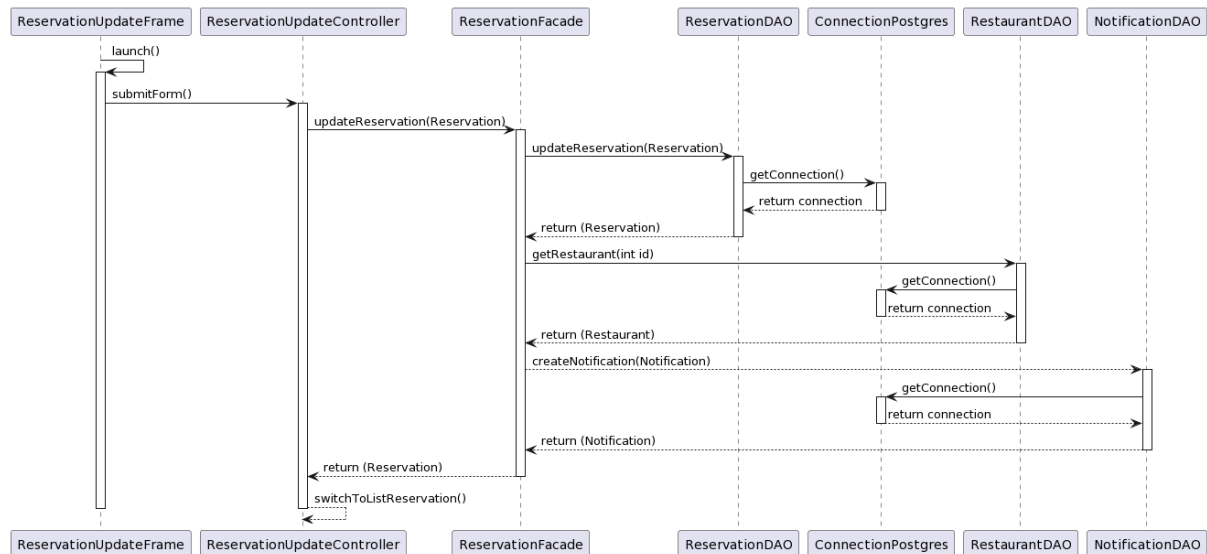 ReservationUpdateFrame ReservationUpdateController ReservationFacade ReservationDAO ConnectionPostgres RestaurantDAO NotificationDAO
launch()
submitForm()
updateReservation(Reservation)
updateReservation(Reservation)
getConnection()
return connection
return (Reservation)
getRestaurant(int id)
getConnection()
return connection
return (Restaurant)
createNotification(Notification)
getConnection()
return connection
return (Notification)
return (Reservation)
switchToListReservation()
ReservationUpdateFrame ReservationUpdateController ReservationFacade ReservationDAO ConnectionPostgres RestaurantDAO NotificationDAO